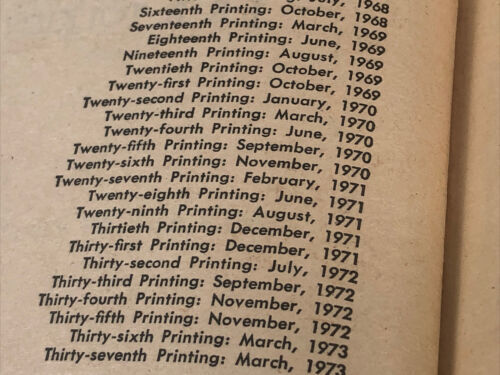 July, 1968
Sixteenth Printing: October, 1968
Seventeenth Printing: March, 1969
Eighteenth Printing: June, 1969
Nineteenth Printing: August, 1969
Twentieth Printing: October, 1969
Twenty-first Printing: October, 1969
Twenty-second Printing: January, 1970
Twenty-third Printing: March, 1970
Twenty-fourth Printing: June, 1970
Twenty-fifth Printing: September, 1970
Twenty-sixth Printing: November, 1970
Twenty-seventh Printing: February, 1971
Twenty-eighth Printing: June, 1971
Twenty-ninth Printing: August, 1971
Thirtieth Printing: December, 1971
Thirty-first Printing: December, 1971
Thirty-second Printing: July, 1972
Thirty-third Printing: September, 1972
Thirty-fourth Printing: November, 1972
Thirty-fifth Printing: November, 1972
Thirty-sixth Printing: March, 1973
Thirty-seventh Printing: March, 1973